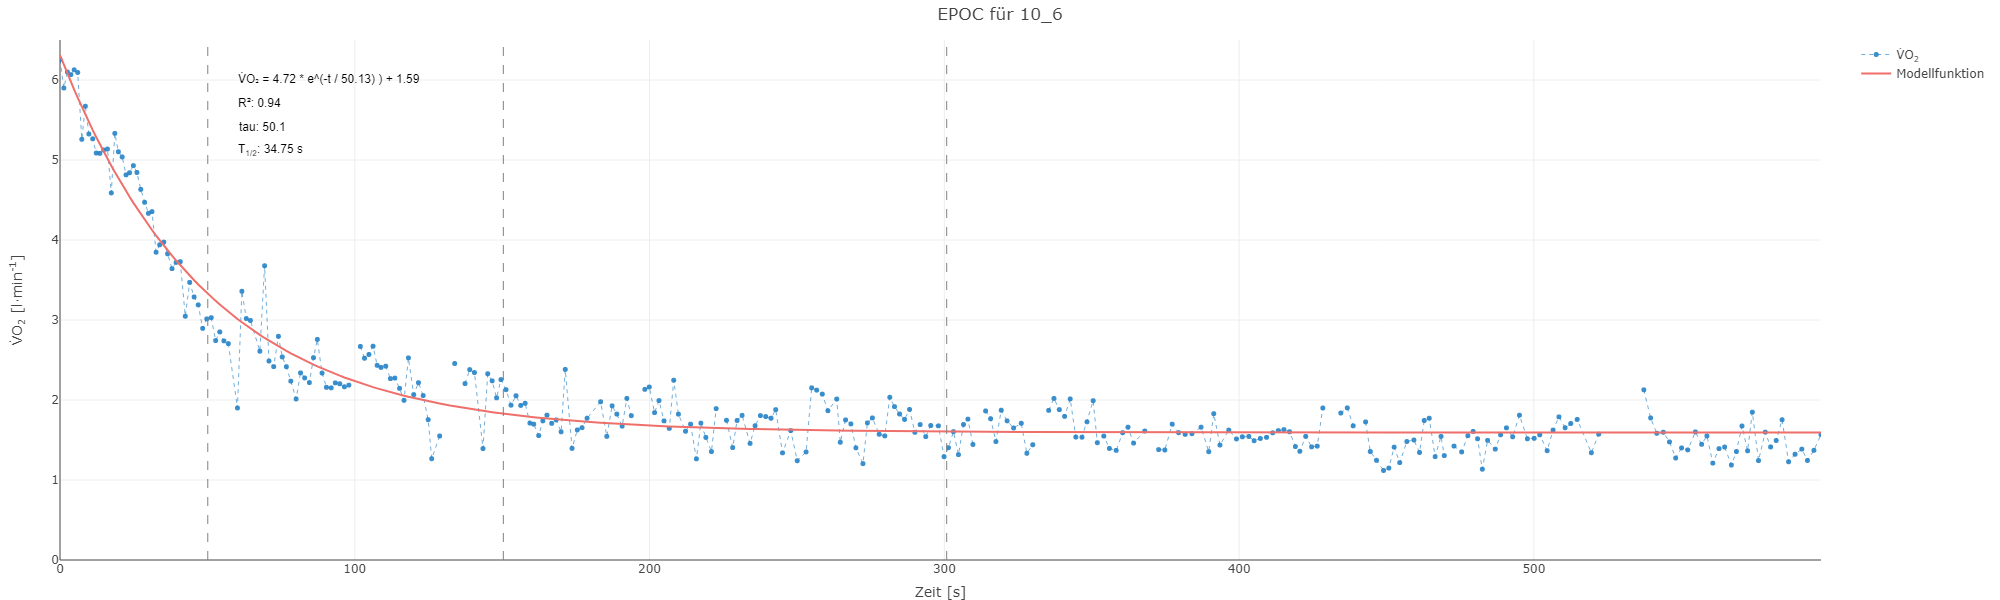 EPOC für 10_6
V̇O₂ = 4.72 * e^(-t / 50.13) ) + 1.59
R²: 0.94
tau: 50.1
T₁/₂: 34.75 s
V̇O₂
Modellfunktion
V̇O₂ [l·min⁻¹]
6
5
4
3
2
1
0
0 100 200 300 400 500
Zeit [s]